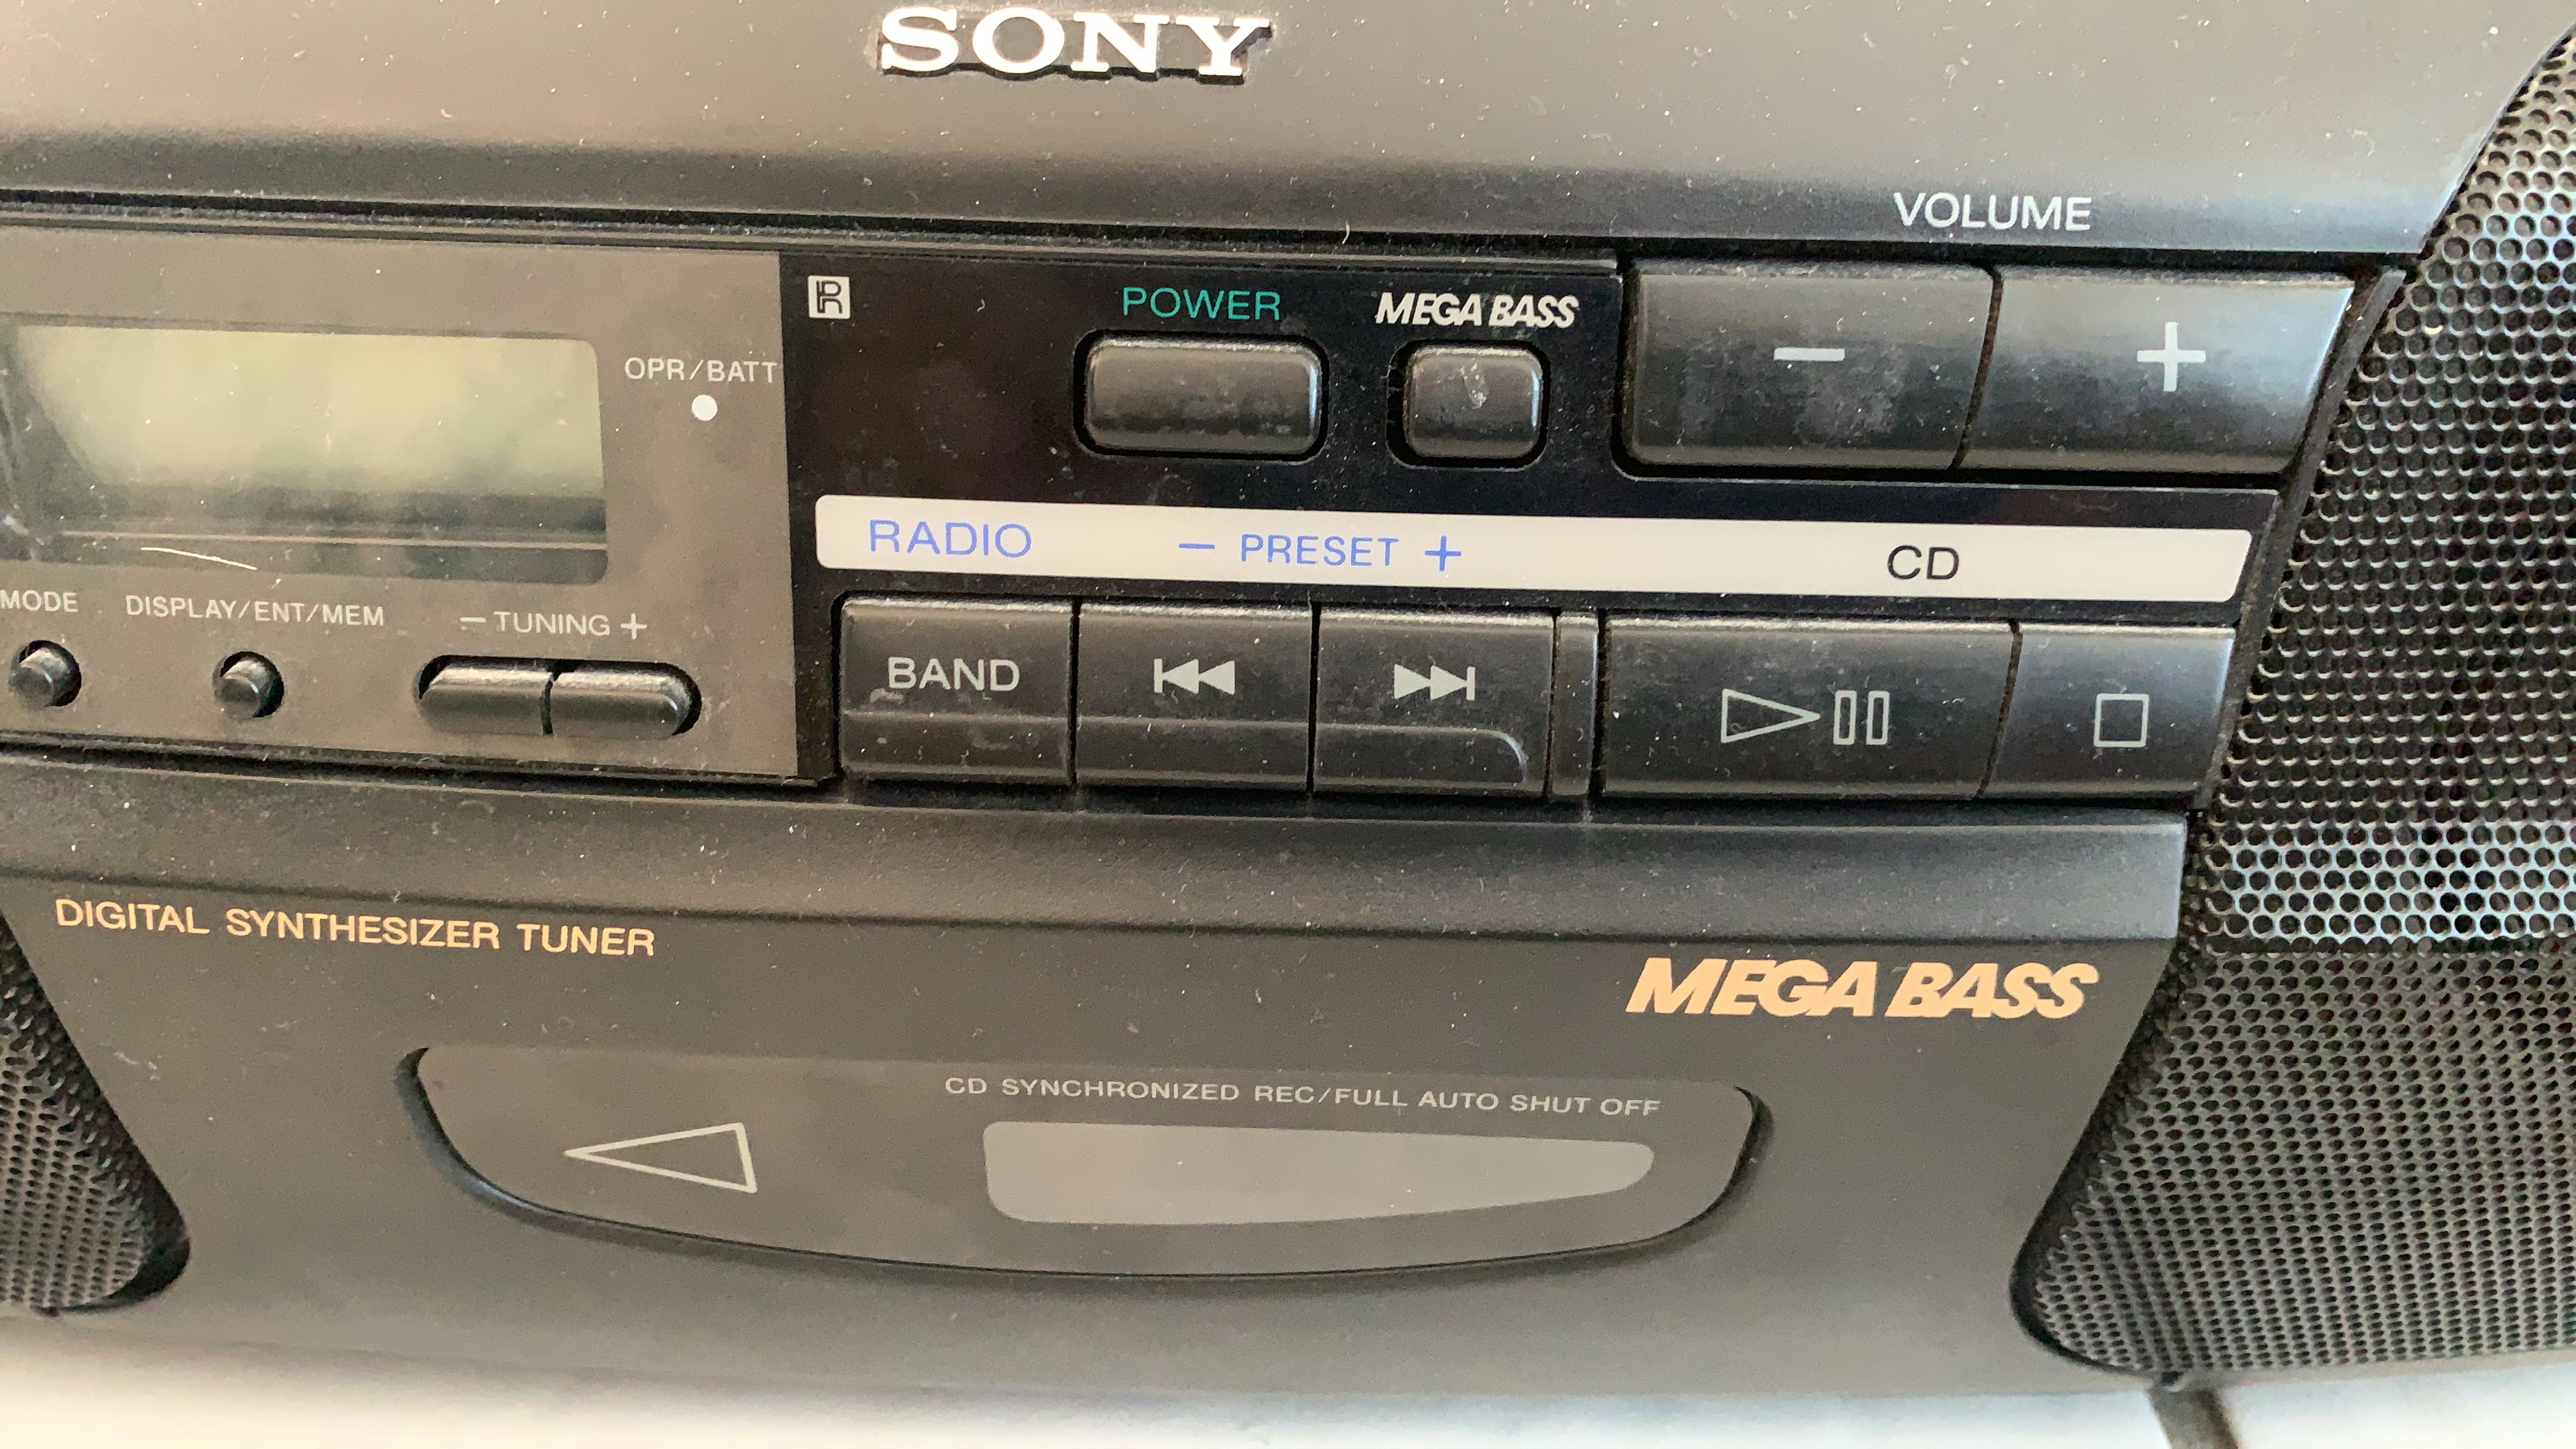 SONY
VOLUME
R
POWER
MEGA BASS
− +
OPR/BATT
RADIO − PRESET + CD
MODE DISPLAY/ENT/MEM − TUNING +
BAND
DIGITAL SYNTHESIZER TUNER
MEGA BASS
CD SYNCHRONIZED REC/FULL AUTO SHUT OFF